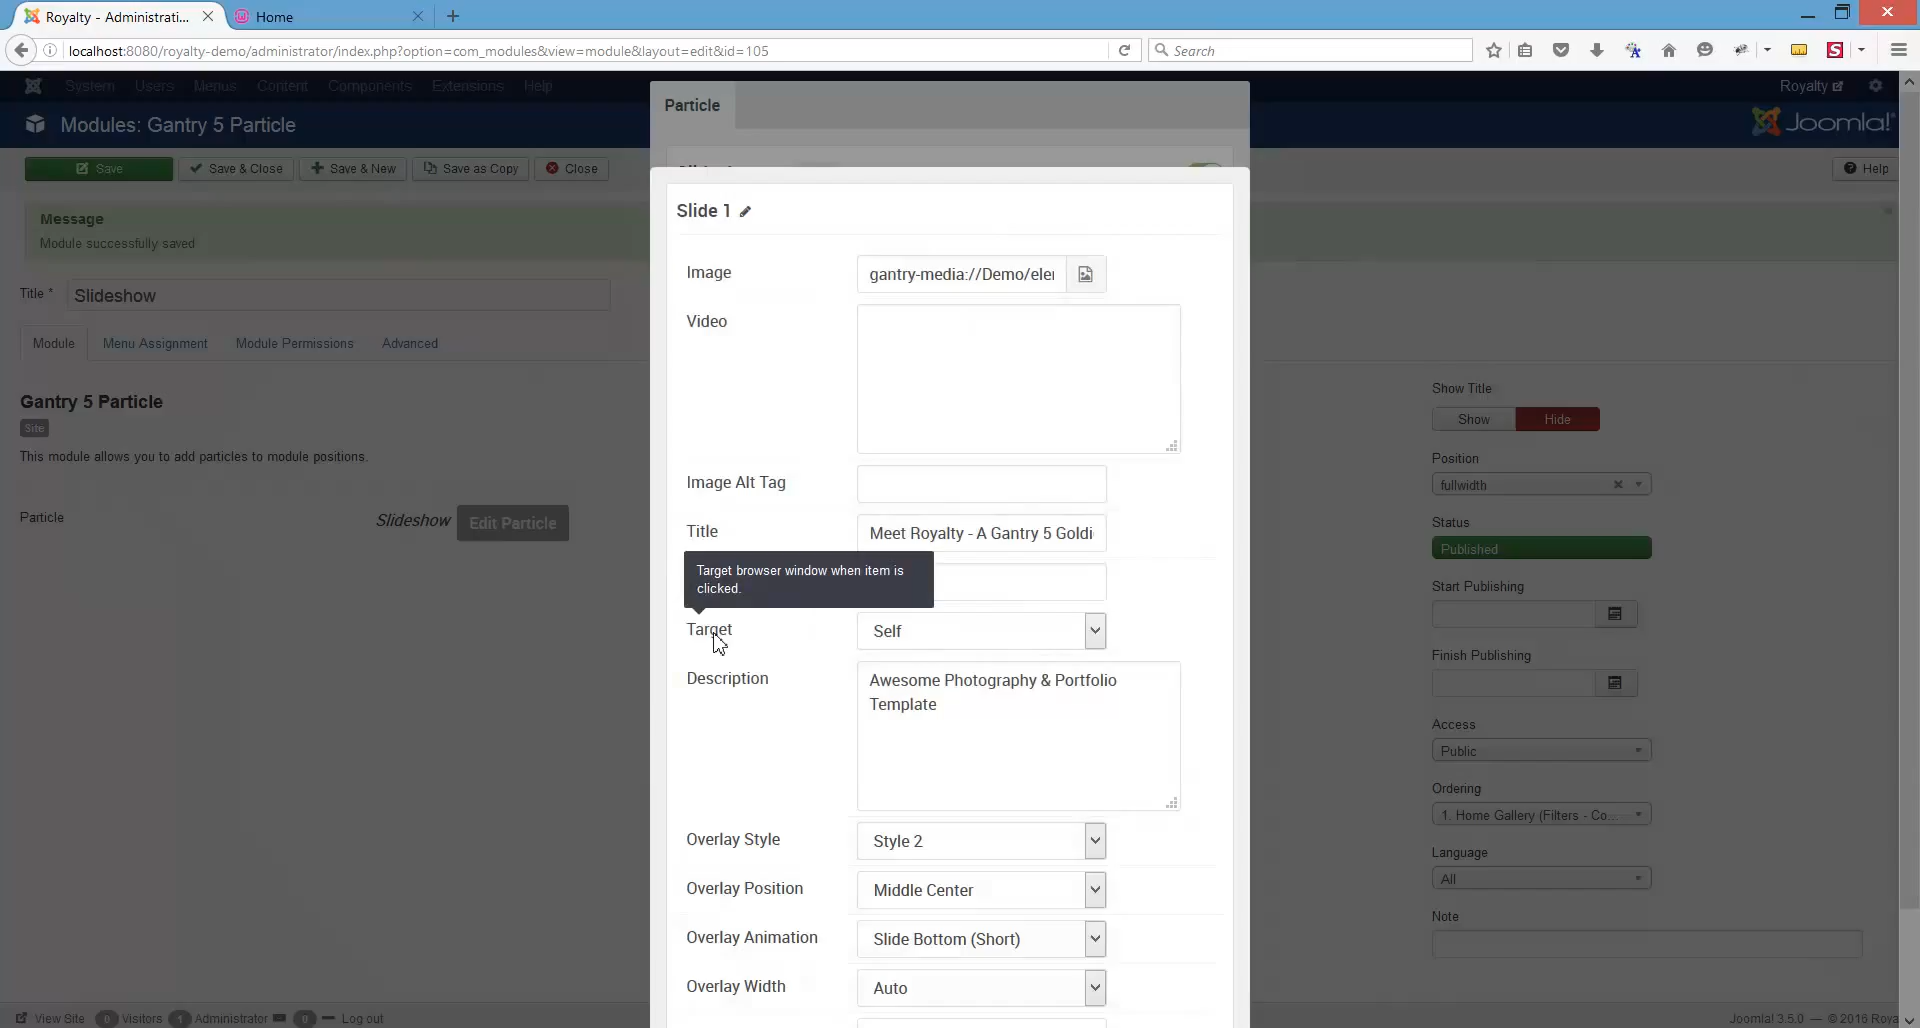 Royalty - Administrati...
Home
localhost:8080/royalty-demo/administrator/index.php?option=com_modules&view=module&layout=edit&id=105
Search
System Users Menus Content Components Extensions Help
Royalty
Modules: Gantry 5 Particle
Joomla!
Save
Save & Close
Save & New
Save as Copy
Close
Help
Message
Module successfully saved
Title *
Slideshow
Module
Menu Assignment
Module Permissions
Advanced
Gantry 5 Particle
Site
This module allows you to add particles to module positions.
Particle
Slideshow
Edit Particle
Particle
Slide 1
Image
gantry-media://Demo/ele
Video
Image Alt Tag
Title
Meet Royalty - A Gantry 5 Goldi
Target browser window when item is
clicked.
Target
Self
Description
Awesome Photography & Portfolio
Template
Overlay Style
Style 2
Overlay Position
Middle Center
Overlay Animation
Slide Bottom (Short)
Overlay Width
Auto
Show Title
Show
Hide
Position
fullwidth
Status
Published
Start Publishing
Finish Publishing
Access
Public
Ordering
1. Home Gallery (Filters - Co...
Language
All
Note
View Site
0 Visitors
1 Administrator
0
Log out
Joomla! 3.5.0 — © 2016 Roya